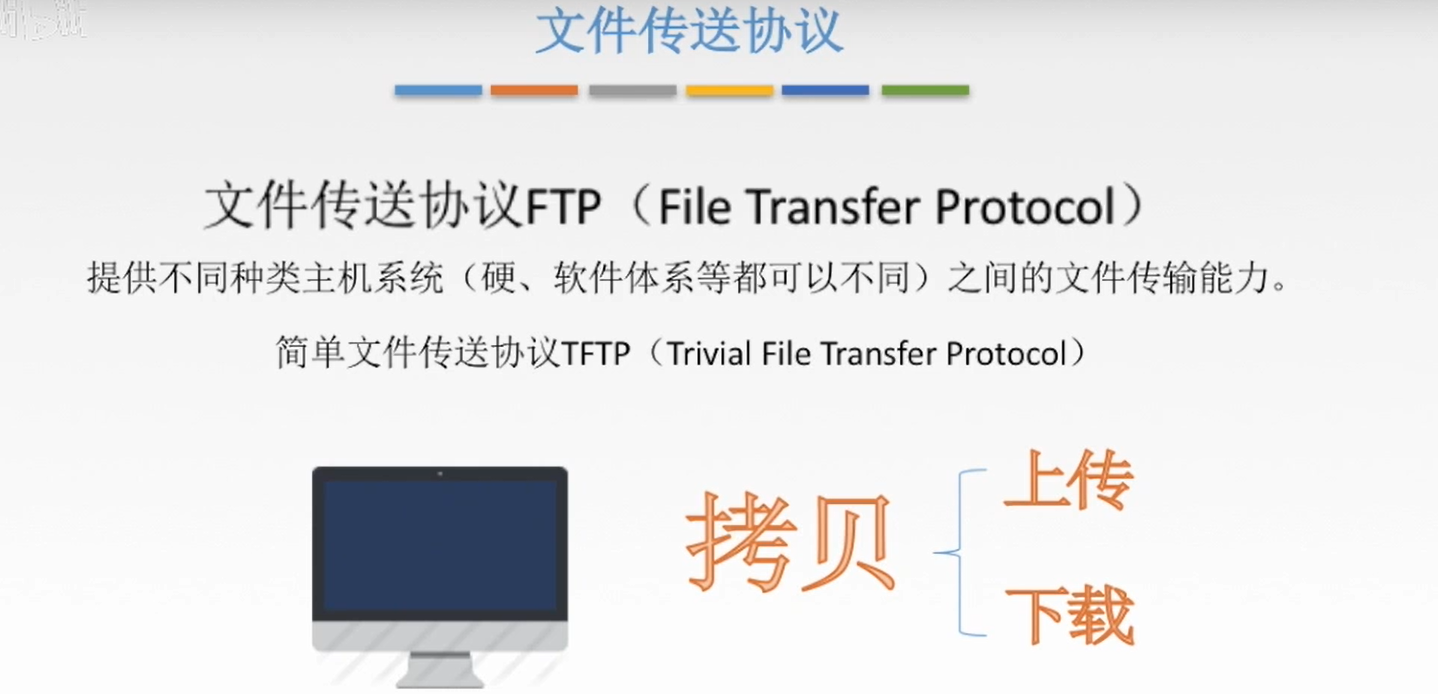 文件传送协议
文件传送协议FTP（File Transfer Protocol）
提供不同种类主机系统（硬、软件体系等都可以不同）之间的文件传输能力。
简单文件传送协议TFTP（Trivial File Transfer Protocol）
上传
拷贝
下载